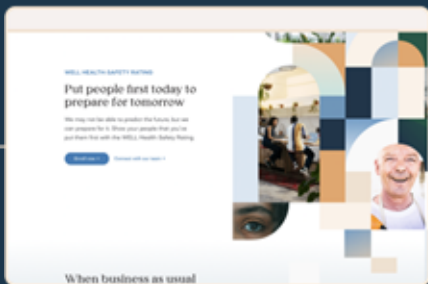 WELL HEALTH-SAFETY RATING
Put people first today to
prepare for tomorrow
We may not be able to predict the future, but we
can prepare for it. Show your people that you've
put them first with the WELL Health-Safety Rating.
Enroll now > Connect with our team >
When business as usual